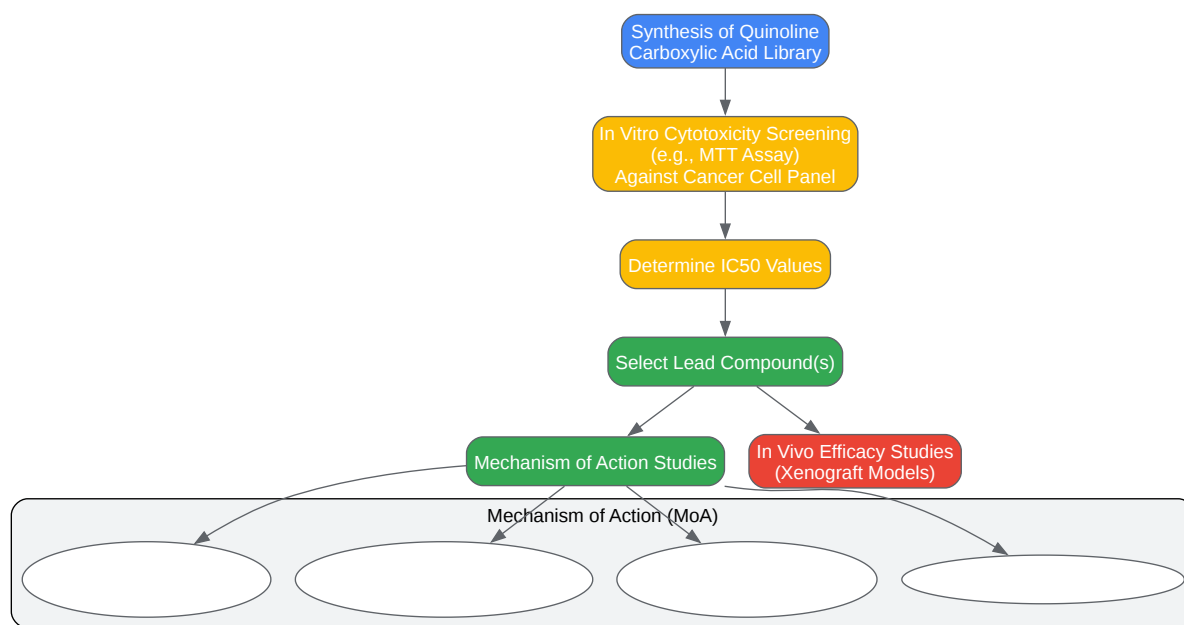 Synthesis of Quinoline
Carboxylic Acid Library
In Vitro Cytotoxicity Screening
(e.g., MTT Assay)
Against Cancer Cell Panel
Determine IC50 Values
Select Lead Compound(s)
Mechanism of Action Studies
In Vivo Efficacy Studies
(Xenograft Models)
Mechanism of Action (MoA)